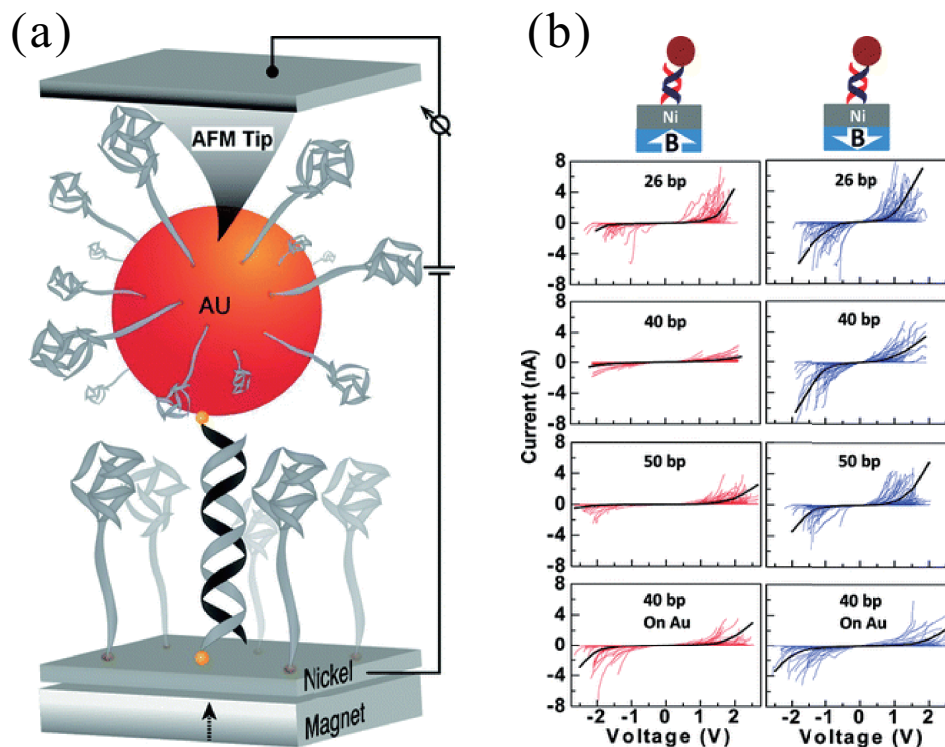 (a)
AFM Tip
AU
Nickel
Magnet
(b)
Ni
B
Ni
B
Current (nA)
8
4
0
-4
-8
26 bp
26 bp
8
4
0
-4
-8
40 bp
40 bp
8
4
0
-4
-8
50 bp
50 bp
8
4
0
-4
-8
40 bp
On Au
40 bp
On Au
-2 -1 0 1 2
-2 -1 0 1 2
Voltage (V)
Voltage (V)